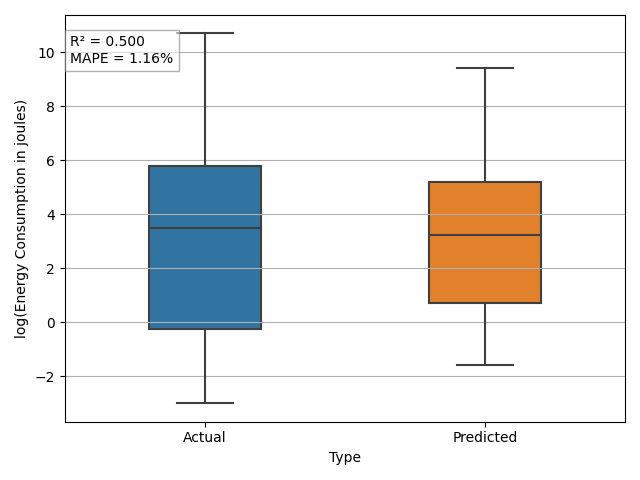 R² = 0.500
MAPE = 1.16%
log(Energy Consumption in joules)
10
8
6
4
2
0
−2
Actual
Predicted
Type